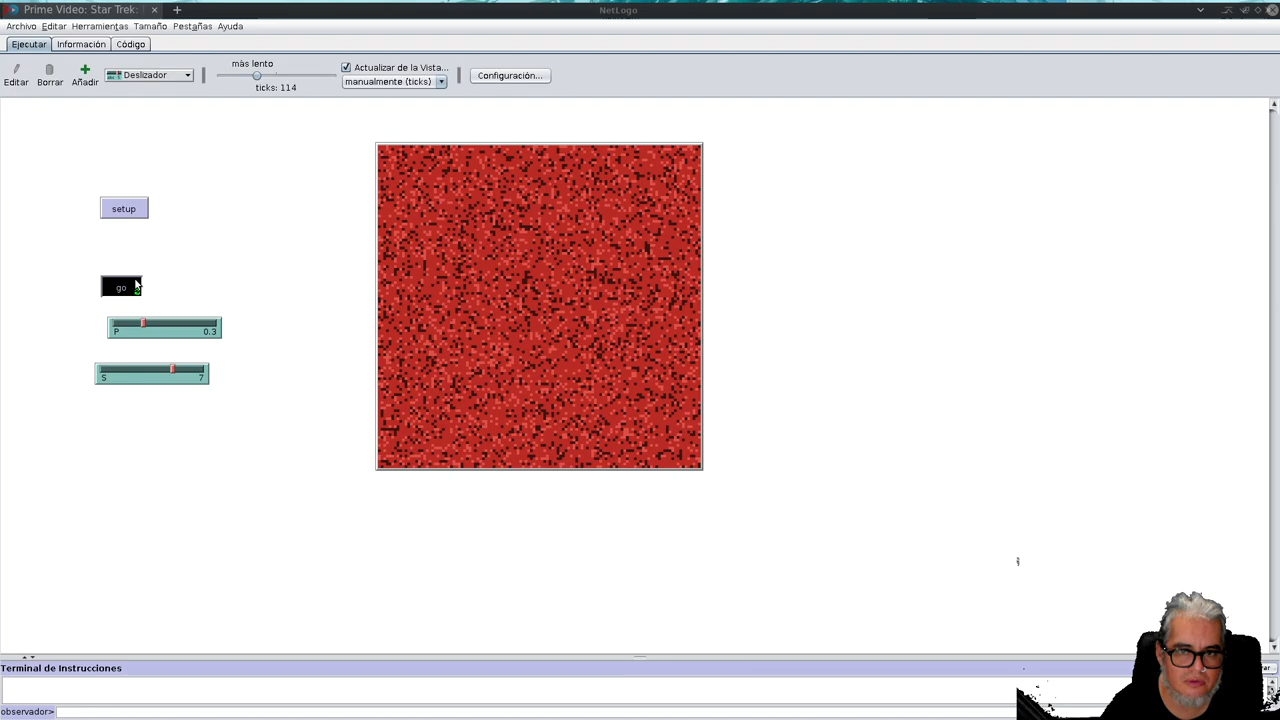 Prime Video: Star Trek:
NetLogo
Archivo Editar Herramientas Tamaño Pestañas Ayuda
Ejecutar Información Código
Editar Borrar Añadir
Deslizador
más lento
ticks: 114
Actualizar de la Vista...
manualmente (ticks)
Configuración...
setup
go
P 0.3
S 7
Terminal de Instrucciones
observador>